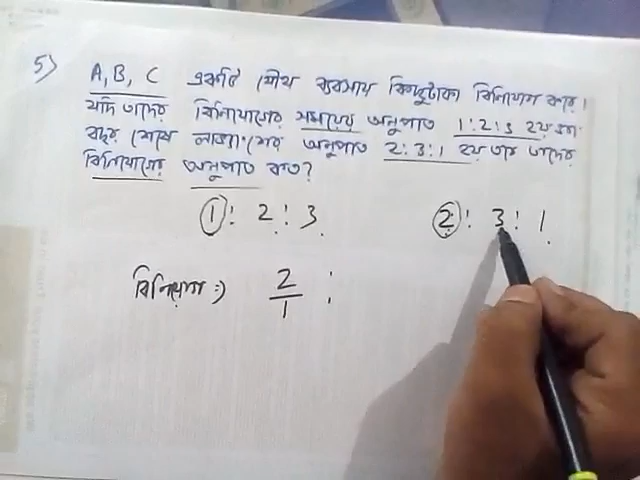 5) A, B, C একটি যৌথ ব্যবসায় কিছুটাকা বিনিয়োগ করে।
যদি তাদের বিনিয়োগের সময়ের অনুপাত 1:2:3 হয় এবং
বছর শেষে লভ্যাংশের অনুপাত 2:3:1 হয় তবে তাদের
বিনিয়োগের অনুপাত কত?
1 : 2 : 3 2 : 3 : 1
বিনিয়োগ :) 2/1 :